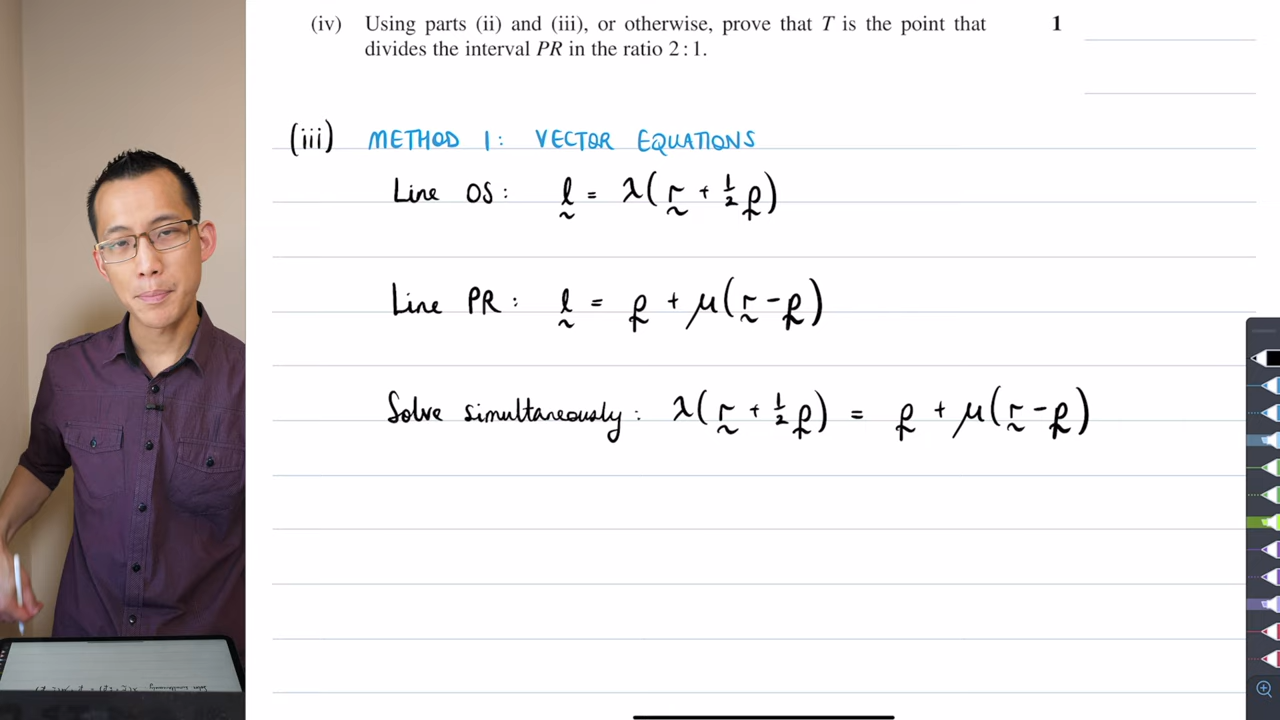 (iv) Using parts (ii) and (iii), or otherwise, prove that T is the point that 1
divides the interval PR in the ratio 2 : 1.
(iii) METHOD 1: VECTOR EQUATIONS
Line OS: l̰ = λ(r̰ + ½p̰)
Line PR: l̰ = p̰ + μ(r̰ - p̰)
Solve simultaneously: λ(r̰ + ½p̰) = p̰ + μ(r̰ - p̰)